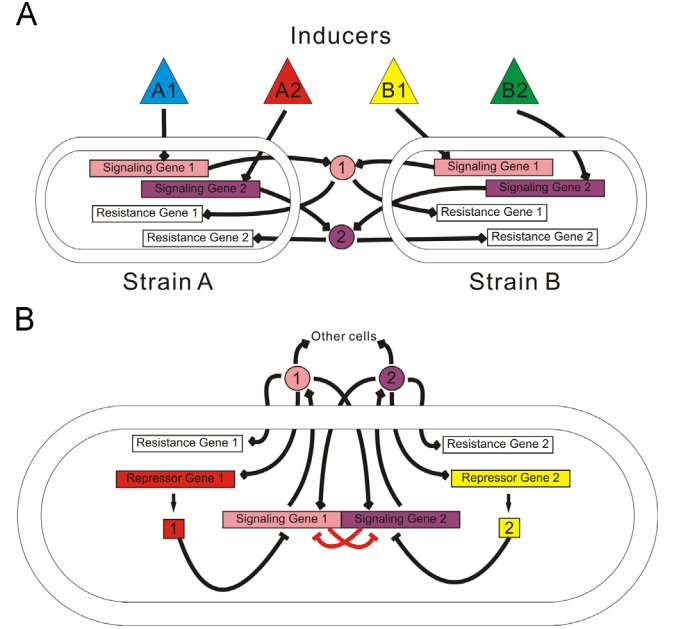 A
Inducers
A1
A2
B1
B2
Signaling Gene 1
1
Signaling Gene 1
Signaling Gene 2
Signaling Gene 2
Resistance Gene 1
Resistance Gene 1
Resistance Gene 2
2
Resistance Gene 2
Strain A
Strain B
B
Other cells
1
2
Resistance Gene 1
Resistance Gene 2
Repressor Gene 1
Repressor Gene 2
1
Signaling Gene 1
Signaling Gene 2
2